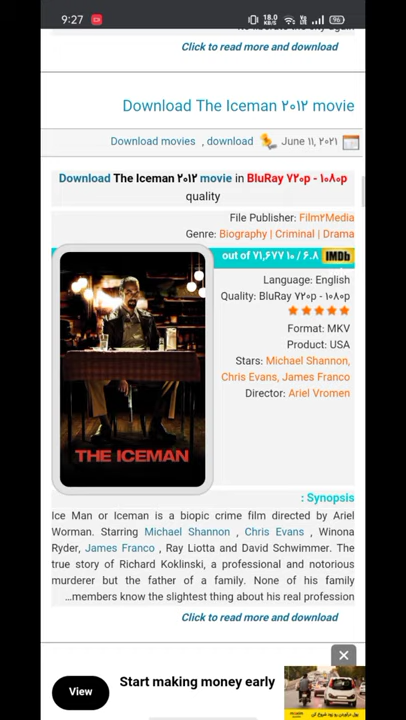 9:27
18.0
KB/S
96
Click to read more and download
Download The Iceman ۲۰۱۲ movie
Download movies , download
June 11, ۲۰۲۱
Download The Iceman ۲۰۱۲ movie in BluRay ۷۲۰p - ۱۰۸۰p
quality
File Publisher: Film۲Media
Genre: Biography | Criminal | Drama
out of ۷۱,۶۷۷ ۱۰ / ۶.۸ IMDb
Language: English
Quality: BluRay ۷۲۰p - ۱۰۸۰p
Format: MKV
Product: USA
Stars: Michael Shannon,
Chris Evans, James Franco
Director: Ariel Vromen
THE ICEMAN
: Synopsis
Ice Man or Iceman is a biopic crime film directed by Ariel
Worman. Starring Michael Shannon , Chris Evans , Winona
Ryder, James Franco , Ray Liotta and David Schwimmer. The
true story of Richard Koklinski, a professional and notorious
murderer but the father of a family. None of his family
...members know the slightest thing about his real profession
Click to read more and download
View
Start making money early